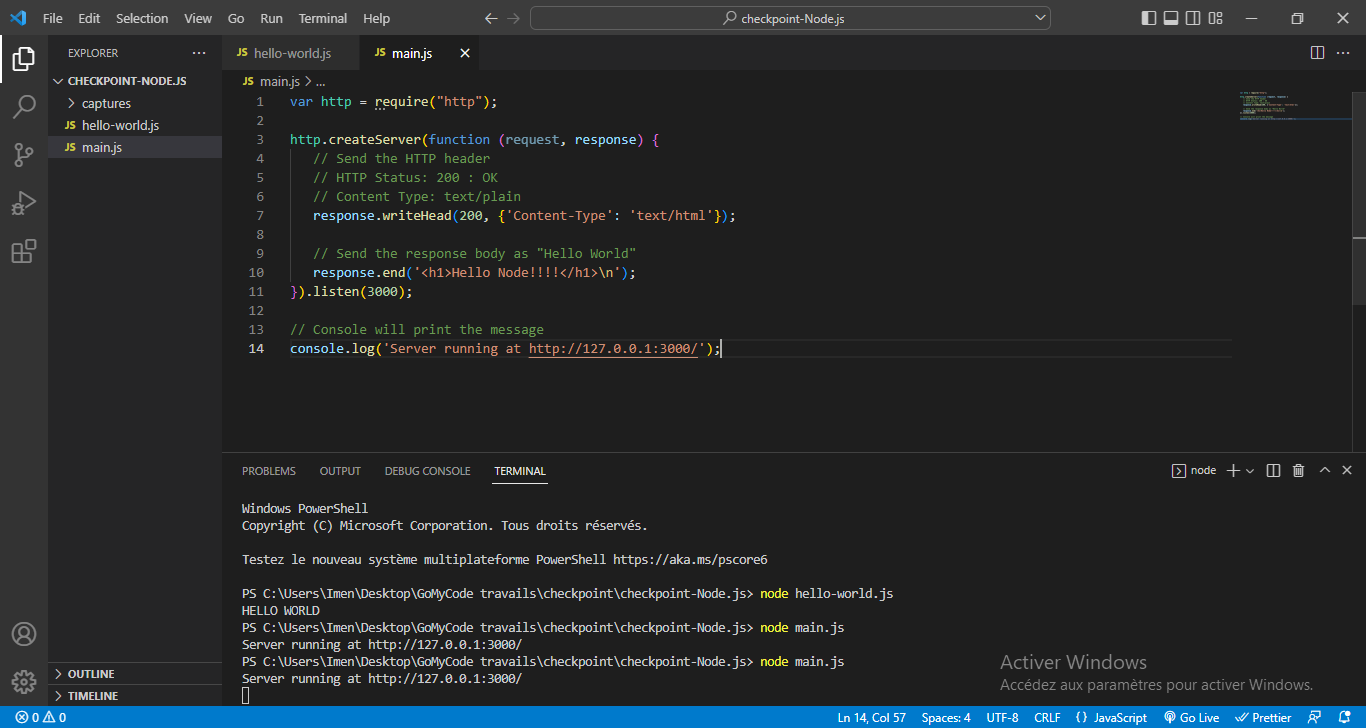 File Edit Selection View Go Run Terminal Help
checkpoint-Node.js
EXPLORER
CHECKPOINT-NODE.JS
captures
JS hello-world.js
JS main.js
OUTLINE
TIMELINE
JS hello-world.js
JS main.js
JS main.js > ...
1 var http = require("http");
2
3 http.createServer(function (request, response) {
4 // Send the HTTP header
5 // HTTP Status: 200 : OK
6 // Content Type: text/plain
7 response.writeHead(200, {'Content-Type': 'text/html'});
8
9 // Send the response body as "Hello World"
10 response.end('<h1>Hello Node!!!!</h1>\n');
11 }).listen(3000);
12
13 // Console will print the message
14 console.log('Server running at http://127.0.0.1:3000/');
PROBLEMS OUTPUT DEBUG CONSOLE TERMINAL
node
Windows PowerShell
Copyright (C) Microsoft Corporation. Tous droits réservés.
Testez le nouveau système multiplateforme PowerShell https://aka.ms/pscore6
PS C:\Users\Imen\Desktop\GoMyCode travails\checkpoint\checkpoint-Node.js> node hello-world.js
HELLO WORLD
PS C:\Users\Imen\Desktop\GoMyCode travails\checkpoint\checkpoint-Node.js> node main.js
Server running at http://127.0.0.1:3000/
PS C:\Users\Imen\Desktop\GoMyCode travails\checkpoint\checkpoint-Node.js> node main.js
Server running at http://127.0.0.1:3000/
Activer Windows
Accédez aux paramètres pour activer Windows.
0 0
Ln 14, Col 57 Spaces: 4 UTF-8 CRLF {} JavaScript Go Live Prettier